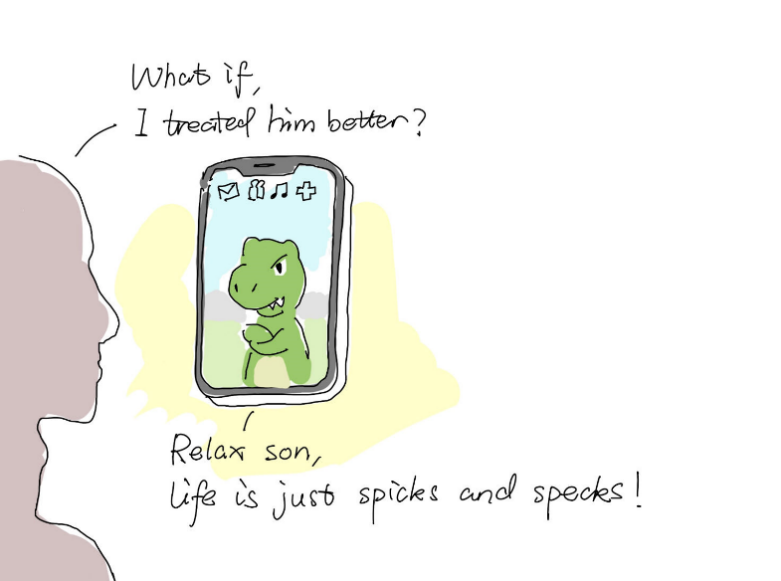 What if,
I treated him better?
Relax son,
life is just spicks and specks!